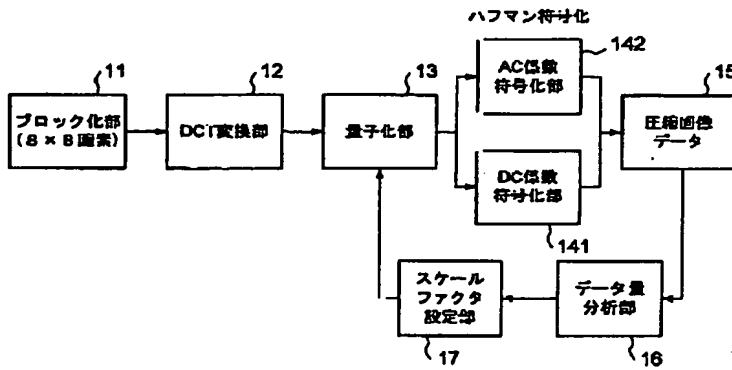 ハフマン符号化
11
12
13
142
15
ブロック化部
(8×8画素)
DCT変換部
量子化部
AC係数
符号化部
圧縮画像
データ
DC係数
符号化部
141
スケール
ファクタ
設定部
データ量
分析部
17
16